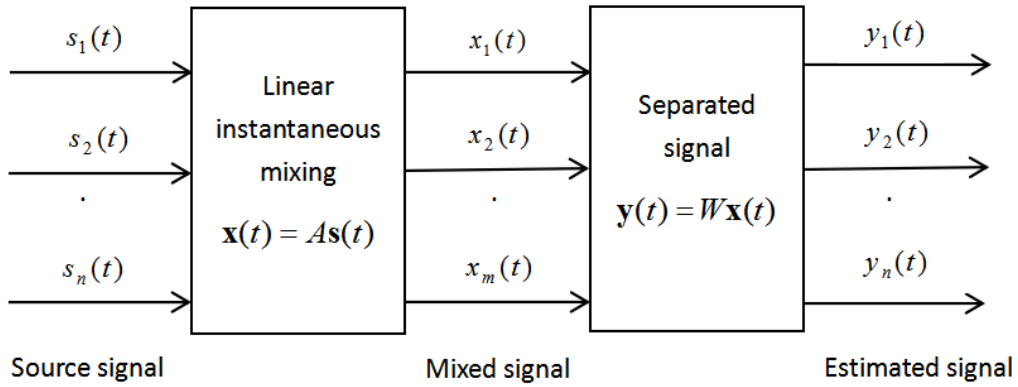 s₁(t)
s₂(t)
.
sₙ(t)
Source signal
Linear
instantaneous
mixing
x(t) = As(t)
x₁(t)
x₂(t)
.
xₘ(t)
Mixed signal
Separated
signal
y(t) = Wx(t)
y₁(t)
y₂(t)
.
yₙ(t)
Estimated signal